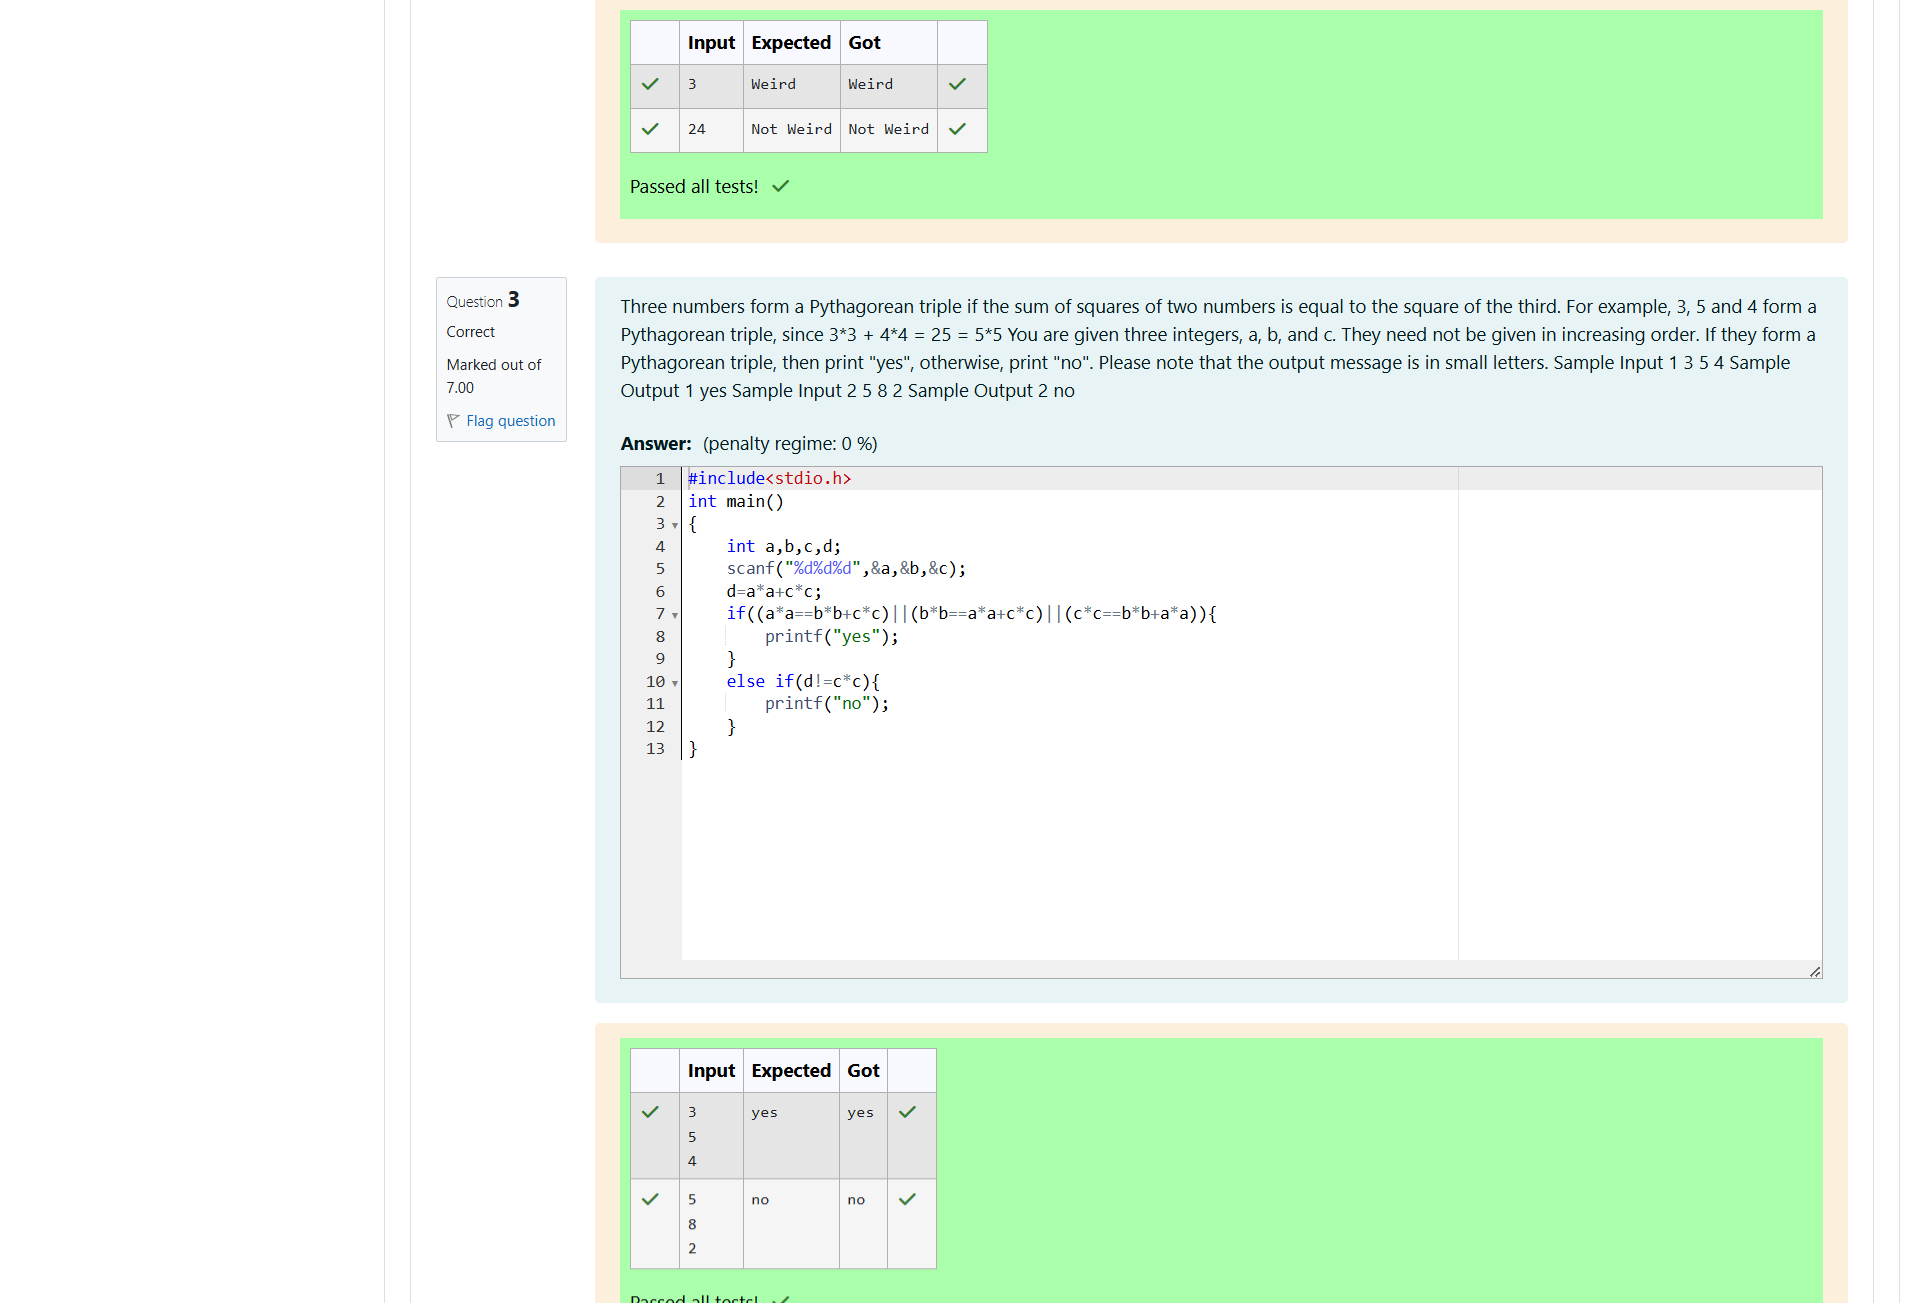 Input Expected Got
3 Weird Weird
24 Not Weird Not Weird
Passed all tests!
Question 3
Correct
Marked out of
7.00
Flag question
Three numbers form a Pythagorean triple if the sum of squares of two numbers is equal to the square of the third. For example, 3, 5 and 4 form a
Pythagorean triple, since 3*3 + 4*4 = 25 = 5*5 You are given three integers, a, b, and c. They need not be given in increasing order. If they form a
Pythagorean triple, then print "yes", otherwise, print "no". Please note that the output message is in small letters. Sample Input 1 3 5 4 Sample
Output 1 yes Sample Input 2 5 8 2 Sample Output 2 no
Answer: (penalty regime: 0 %)
1 #include<stdio.h>
2 int main()
3 {
4 int a,b,c,d;
5 scanf("%d%d%d",&a,&b,&c);
6 d=a*a+c*c;
7 if((a*a==b*b+c*c)||(b*b==a*a+c*c)||(c*c==b*b+a*a)){
8 printf("yes");
9 }
10 else if(d!=c*c){
11 printf("no");
12 }
13 }
Input Expected Got
3 yes yes
5
4
5 no no
8
2
Passed all tests!